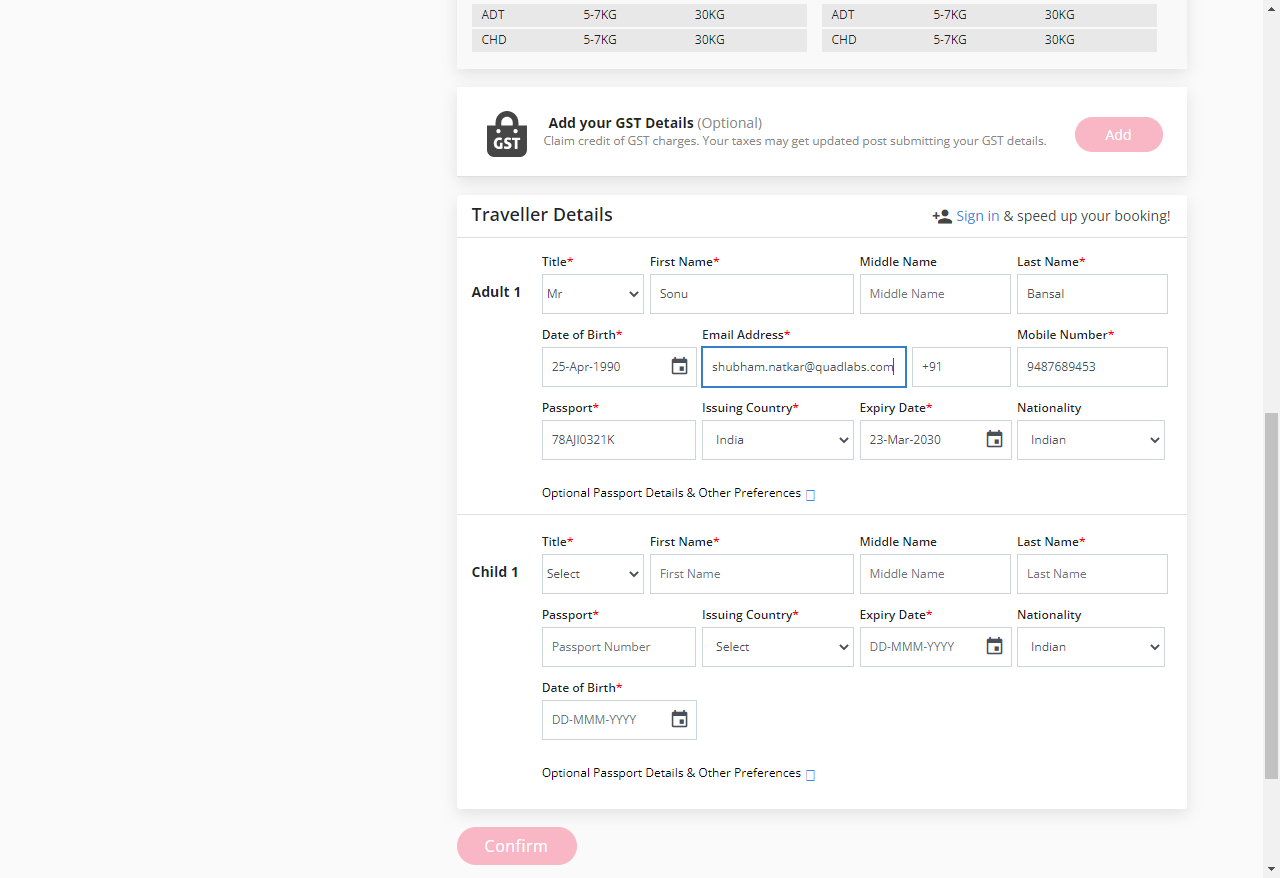 ADT 5-7KG 30KG ADT 5-7KG 30KG
CHD 5-7KG 30KG CHD 5-7KG 30KG
GST
Add your GST Details (Optional)
Claim credit of GST charges. Your taxes may get updated post submitting your GST details.
Add
Traveller Details
Sign in & speed up your booking!
Title* First Name* Middle Name Last Name*
Adult 1 Mr Sonu Middle Name Bansal
Date of Birth* Email Address* Mobile Number*
25-Apr-1990 shubham.natkar@quadlabs.com +91 9487689453
Passport* Issuing Country* Expiry Date* Nationality
78AJI0321K India 23-Mar-2030 Indian
Optional Passport Details & Other Preferences
Title* First Name* Middle Name Last Name*
Child 1 Select First Name Middle Name Last Name
Passport* Issuing Country* Expiry Date* Nationality
Passport Number Select DD-MMM-YYYY Indian
Date of Birth*
DD-MMM-YYYY
Optional Passport Details & Other Preferences
Confirm